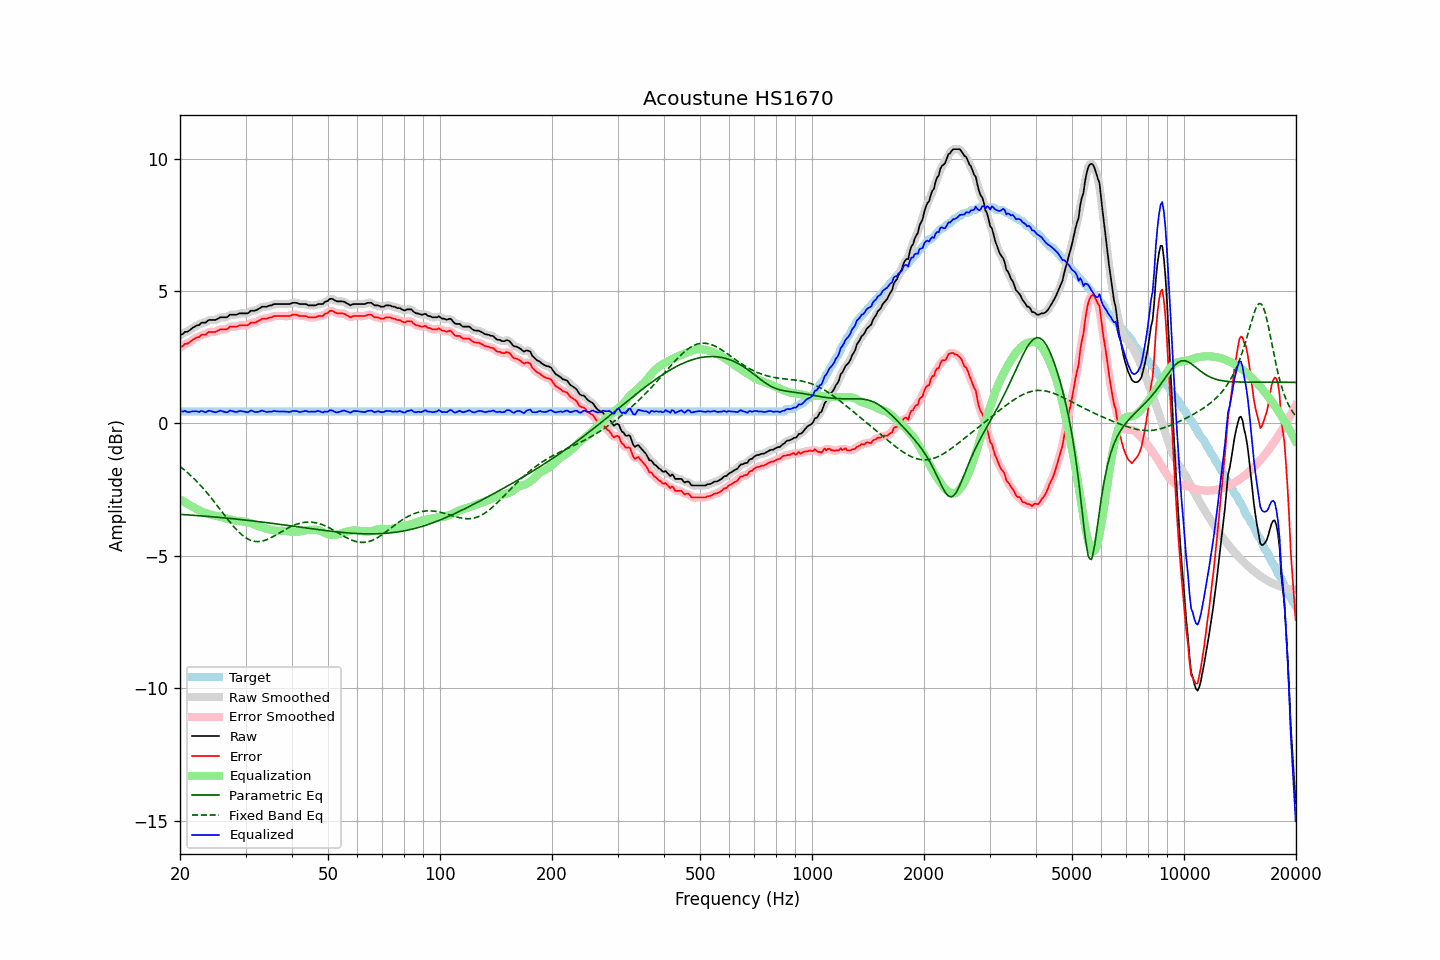 Acoustune HS1670
Amplitude (dBr)
10
5
0
−5
−10
−15
Target
Raw Smoothed
Error Smoothed
Raw
Error
Equalization
Parametric Eq
Fixed Band Eq
Equalized
20 50 100 200 500 1000 2000 5000 10000 20000
Frequency (Hz)